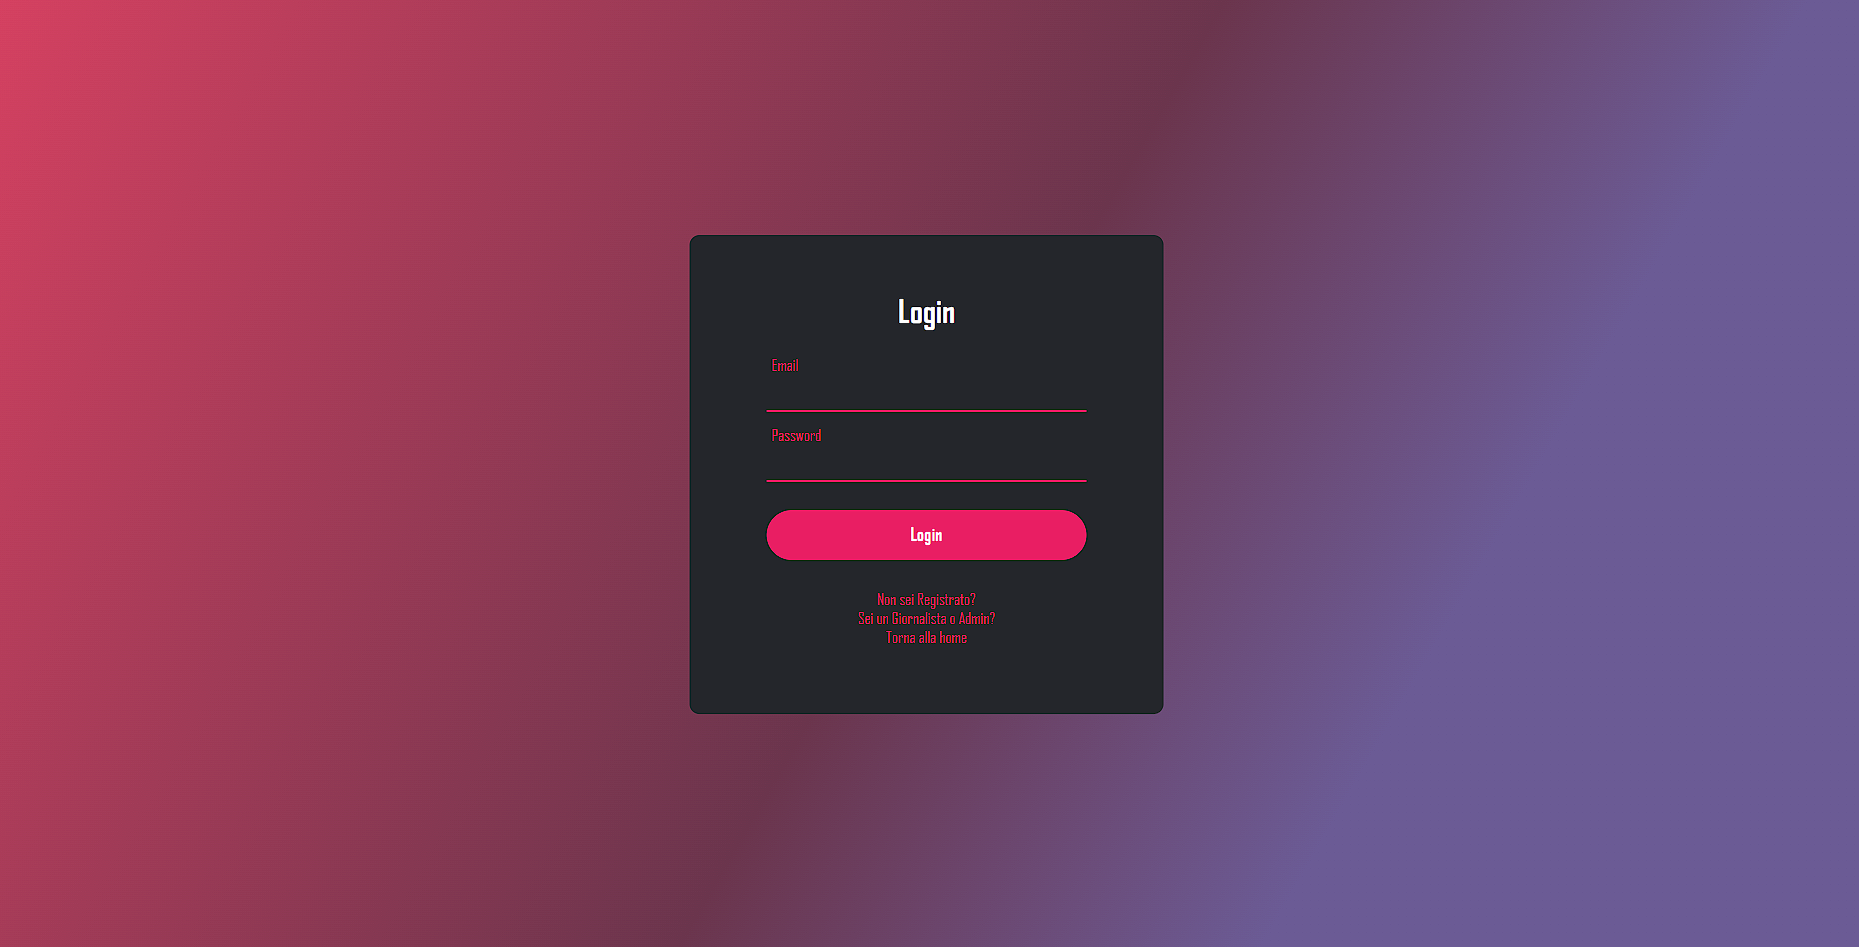 Login
Email
Password
Login
Non sei Registrato?
Sei un Giornalista o Admin?
Torna alla home